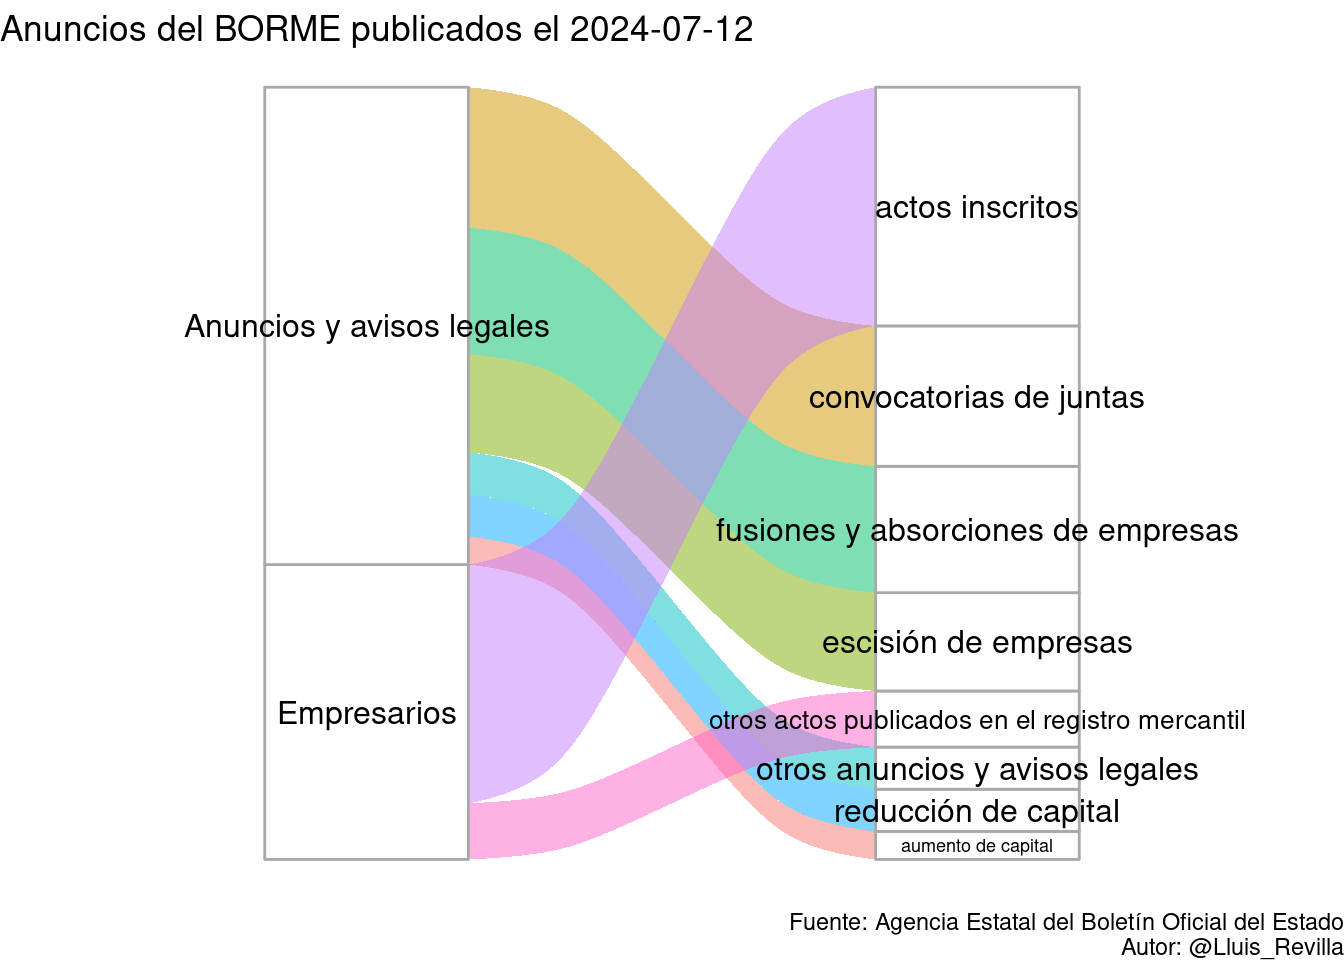 Anuncios del BORME publicados el 2024-07-12
actos inscritos
Anuncios y avisos legales
convocatorias de juntas
fusiones y absorciones de empresas
escisión de empresas
Empresarios
otros actos publicados en el registro mercantil
otros anuncios y avisos legales
reducción de capital
aumento de capital
Fuente: Agencia Estatal del Boletín Oficial del Estado
Autor: @Lluis_Revilla